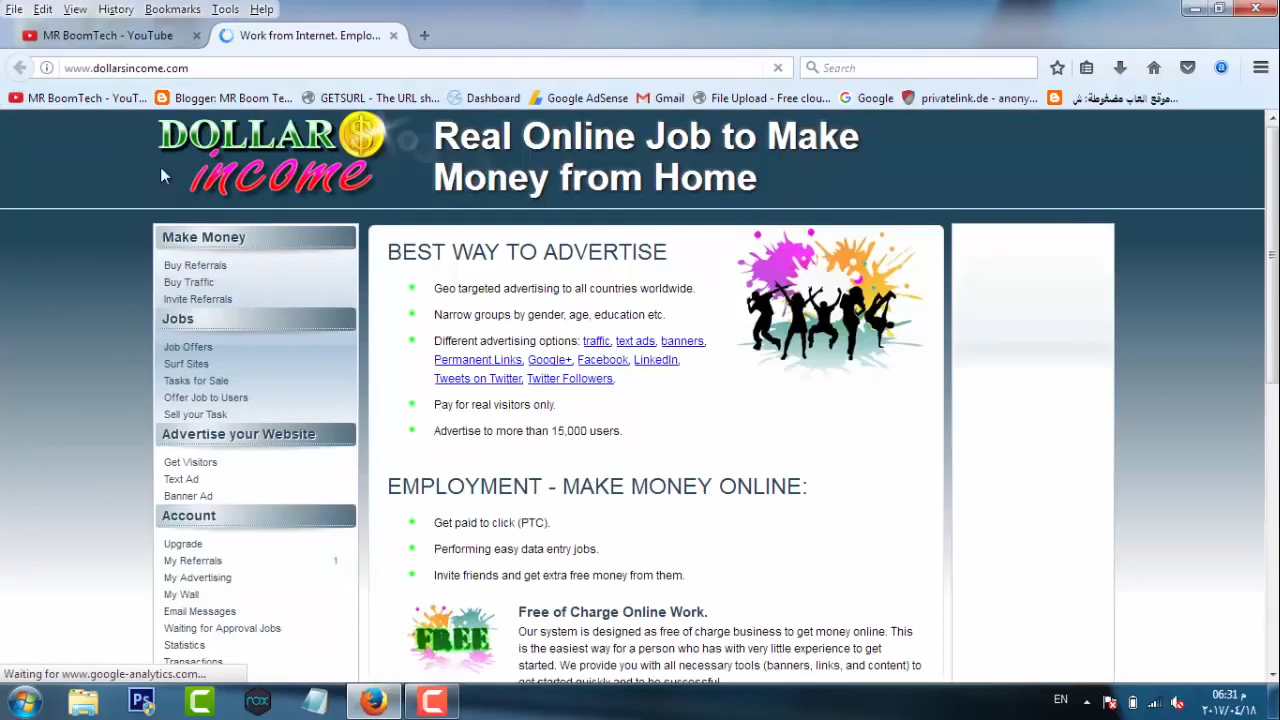 File Edit View History Bookmarks Tools Help
MR BoomTech - YouTube
Work from Internet. Emplo...
www.dollarsincome.com
Search
MR BoomTech - YouT...
Blogger: MR Boom Te...
GETSURL - The URL sh...
Dashboard
Google AdSense
Gmail
File Upload - Free clou...
Google
privatelink.de - anony...
موقع العاب مضغوطة: ش...
DOLLAR $
income
Real Online Job to Make
Money from Home
Make Money
Buy Referrals
Buy Traffic
Invite Referrals
Jobs
Job Offers
Surf Sites
Tasks for Sale
Offer Job to Users
Sell your Task
Advertise your Website
Get Visitors
Text Ad
Banner Ad
Account
Upgrade
My Referrals 1
My Advertising
My Wall
Email Messages
Waiting for Approval Jobs
Statistics
Transactions
BEST WAY TO ADVERTISE
Geo targeted advertising to all countries worldwide.
Narrow groups by gender, age, education etc.
Different advertising options: traffic, text ads, banners,
Permanent Links, Google+, Facebook, LinkedIn,
Tweets on Twitter, Twitter Followers.
Pay for real visitors only.
Advertise to more than 15,000 users.
EMPLOYMENT - MAKE MONEY ONLINE:
Get paid to click (PTC).
Performing easy data entry jobs.
Invite friends and get extra free money from them.
FREE
Free of Charge Online Work.
Our system is designed as free of charge business to get money online. This
is the easiest way for a person who has with very little experience to get
started. We provide you with all necessary tools (banners, links, and content) to
get started quickly and to be successful.
Waiting for www.google-analytics.com...
Ps
nox
EN
06:31 م
٢٠١٧/٠٤/١٨